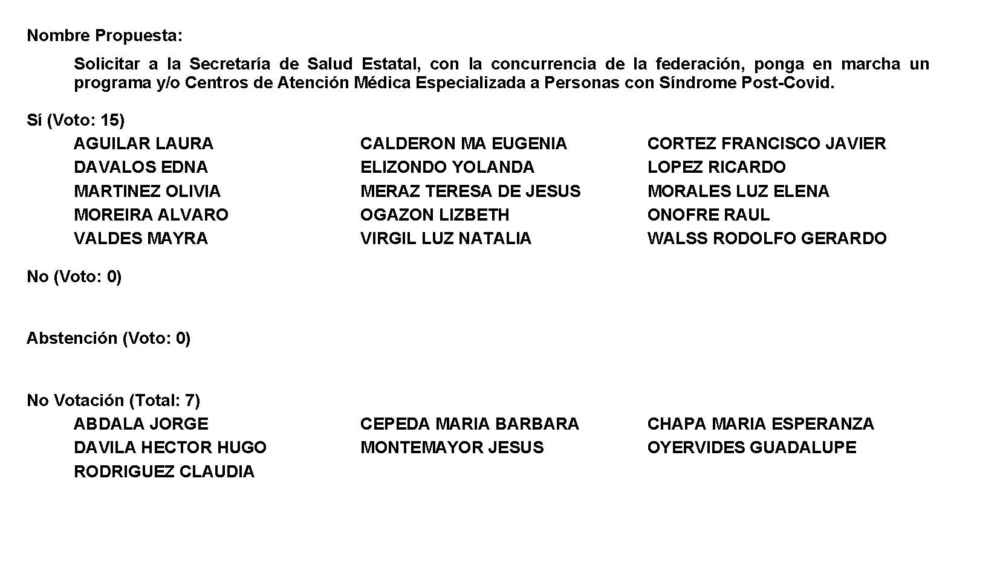 Nombre Propuesta:
Solicitar a la Secretaría de Salud Estatal, con la concurrencia de la federación, ponga en marcha un
programa y/o Centros de Atención Médica Especializada a Personas con Síndrome Post-Covid.
Sí (Voto: 15)
AGUILAR LAURA CALDERON MA EUGENIA CORTEZ FRANCISCO JAVIER
DAVALOS EDNA ELIZONDO YOLANDA LOPEZ RICARDO
MARTINEZ OLIVIA MERAZ TERESA DE JESUS MORALES LUZ ELENA
MOREIRA ALVARO OGAZON LIZBETH ONOFRE RAUL
VALDES MAYRA VIRGIL LUZ NATALIA WALSS RODOLFO GERARDO
No (Voto: 0)
Abstención (Voto: 0)
No Votación (Total: 7)
ABDALA JORGE CEPEDA MARIA BARBARA CHAPA MARIA ESPERANZA
DAVILA HECTOR HUGO MONTEMAYOR JESUS OYERVIDES GUADALUPE
RODRIGUEZ CLAUDIA